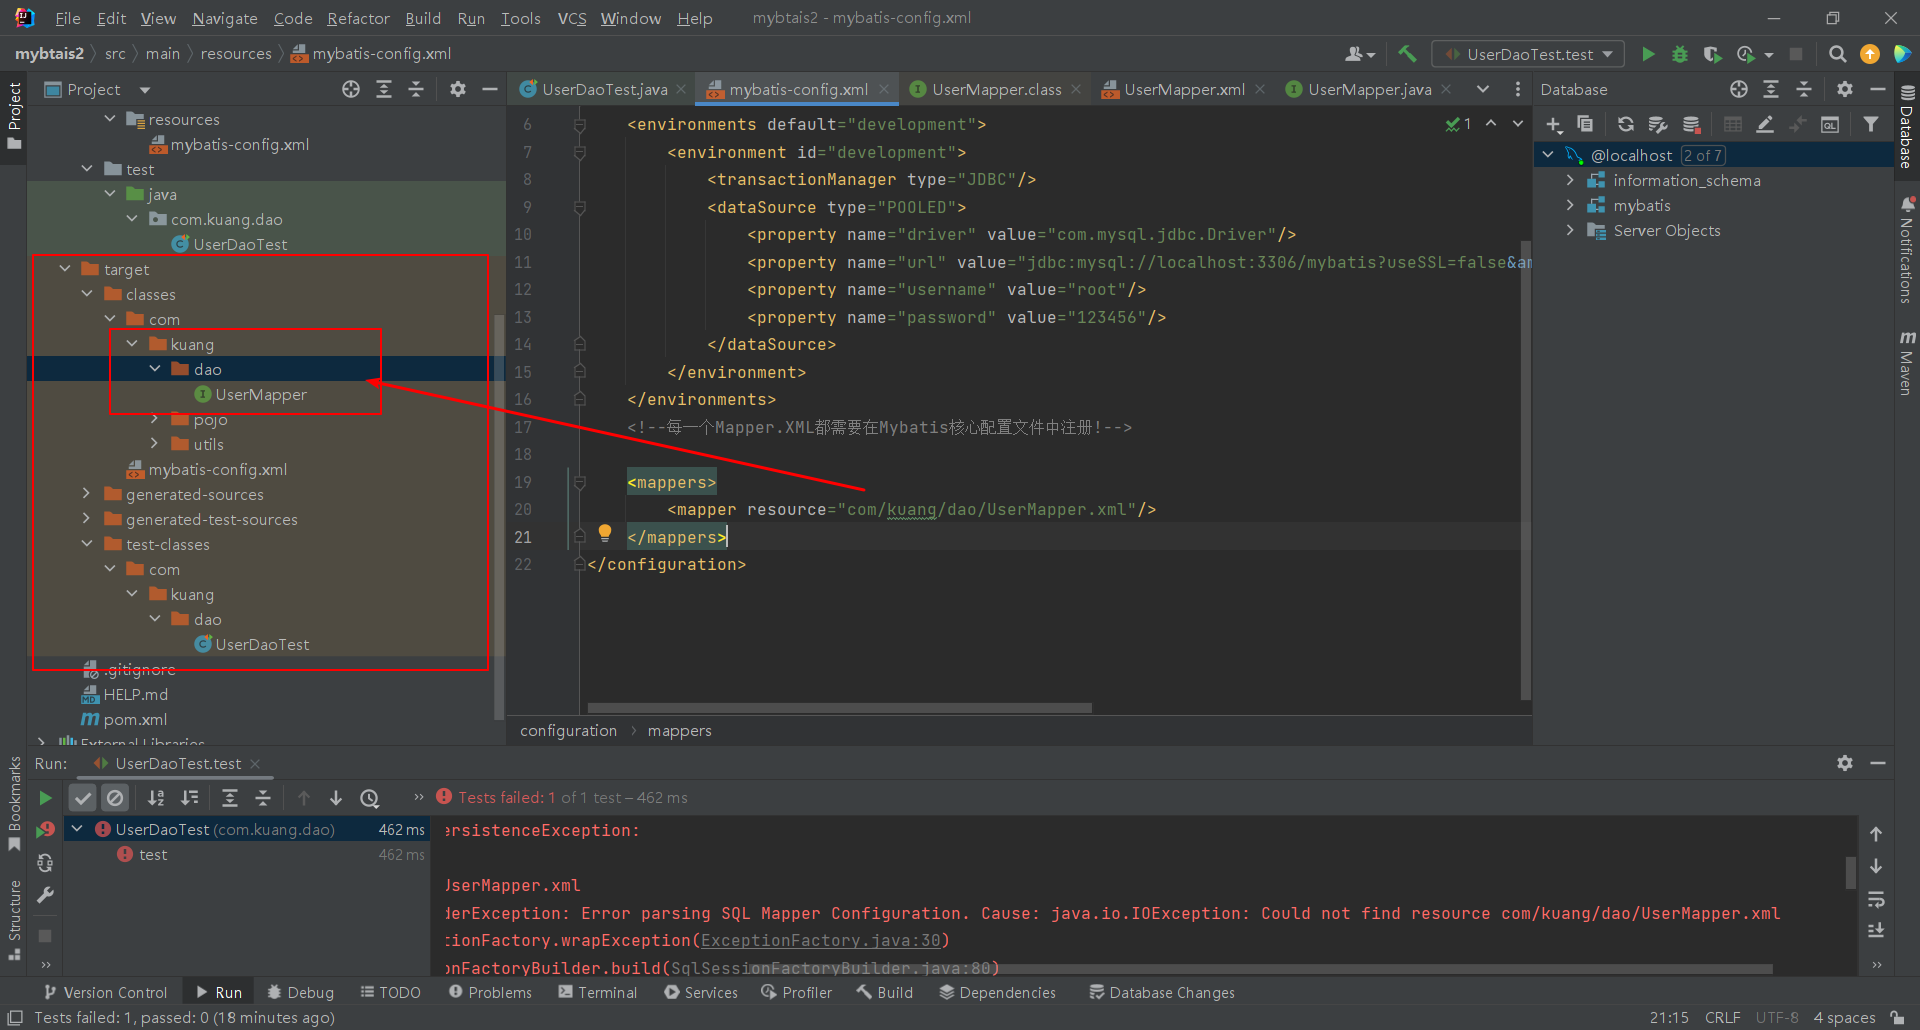 File Edit View Navigate Code Refactor Build Run Tools VCS Window Help mybtais2 - mybatis-config.xml
mybtais2 src main resources mybatis-config.xml
UserDaoTest.test
Project
UserDaoTest.java mybatis-config.xml UserMapper.class UserMapper.xml UserMapper.java
Database
Project
resources
mybatis-config.xml
test
java
com.kuang.dao
UserDaoTest
target
classes
com
kuang
dao
UserMapper
pojo
utils
mybatis-config.xml
generated-sources
generated-test-sources
test-classes
com
kuang
dao
UserDaoTest
.gitignore
HELP.md
pom.xml
External Libraries
6 <environments default="development">
7 <environment id="development">
8 <transactionManager type="JDBC"/>
9 <dataSource type="POOLED">
10 <property name="driver" value="com.mysql.jdbc.Driver"/>
11 <property name="url" value="jdbc:mysql://localhost:3306/mybatis?useSSL=false&am
12 <property name="username" value="root"/>
13 <property name="password" value="123456"/>
14 </dataSource>
15 </environment>
16 </environments>
17 <!--每一个Mapper.XML都需要在Mybatis核心配置文件中注册!-->
18
19 <mappers>
20 <mapper resource="com/kuang/dao/UserMapper.xml"/>
21 </mappers>
22 </configuration>
1
configuration mappers
@localhost 2 of 7
information_schema
mybatis
Server Objects
Database
Notifications
Maven
Run: UserDaoTest.test
Tests failed: 1 of 1 test – 462 ms
UserDaoTest (com.kuang.dao) 462 ms
test 462 ms
ersistenceException:
UserMapper.xml
derException: Error parsing SQL Mapper Configuration. Cause: java.io.IOException: Could not find resource com/kuang/dao/UserMapper.xml
tionFactory.wrapException(ExceptionFactory.java:30)
onFactoryBuilder.build(SqlSessionFactoryBuilder.java:80)
Bookmarks
Structure
Version Control Run Debug TODO Problems Terminal Services Profiler Build Dependencies Database Changes
Tests failed: 1, passed: 0 (18 minutes ago)
21:15 CRLF UTF-8 4 spaces